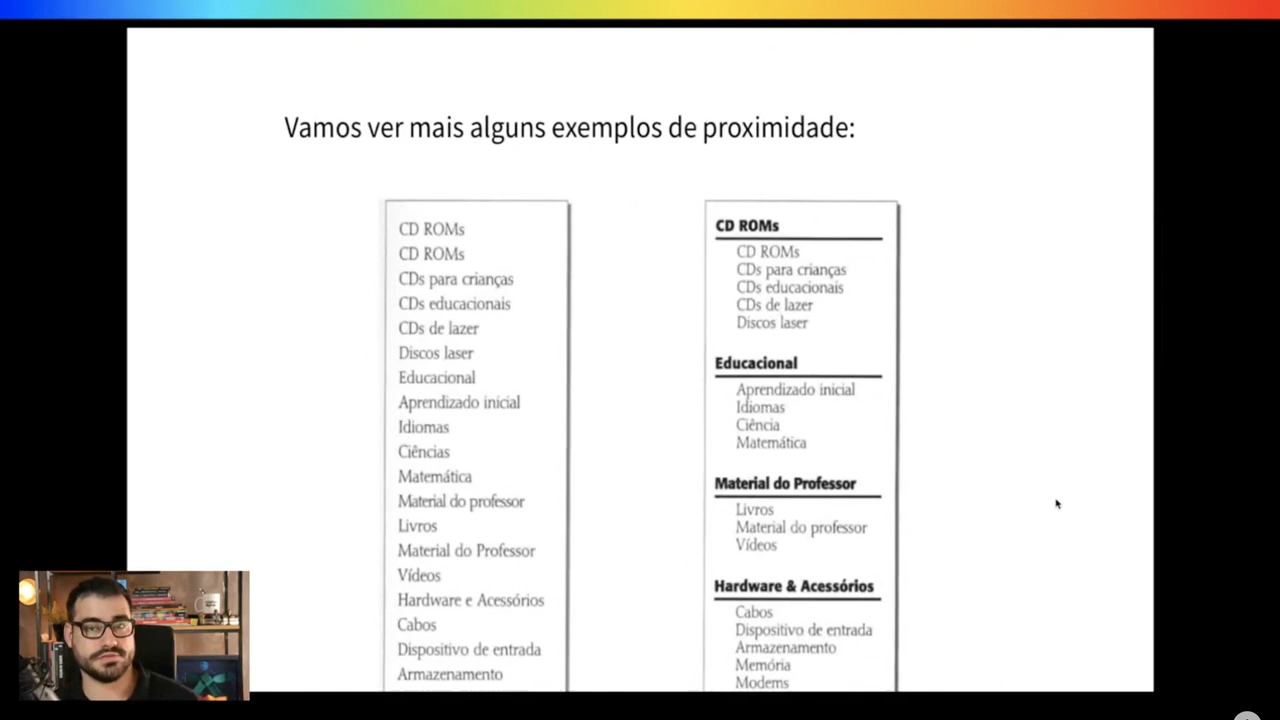 Vamos ver mais alguns exemplos de proximidade:
CD ROMs
CD ROMs
CDs para crianças
CDs educacionais
CDs de lazer
Discos laser
Educacional
Aprendizado inicial
Idiomas
Ciências
Matemática
Material do professor
Livros
Material do Professor
Vídeos
Hardware e Acessórios
Cabos
Dispositivo de entrada
Armazenamento
CD ROMs
CD ROMs
CDs para crianças
CDs educacionais
CDs de lazer
Discos laser
Educacional
Aprendizado inicial
Idiomas
Ciência
Matemática
Material do Professor
Livros
Material do professor
Vídeos
Hardware & Acessórios
Cabos
Dispositivo de entrada
Armazenamento
Memória
Modems